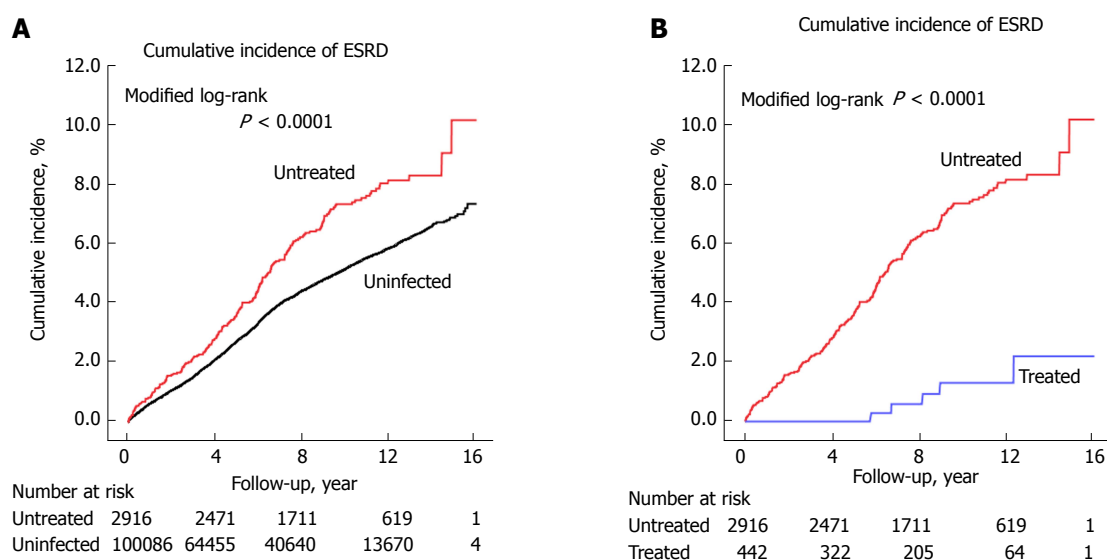 A
Cumulative incidence of ESRD
12.0
10.0
8.0
6.0
4.0
2.0
0.0
Cumulative incidence, %
Modified log-rank
P < 0.0001
Untreated
Uninfected
0 4 8 12 16
Follow-up, year
Number at risk
Untreated 2916 2471 1711 619 1
Uninfected 100086 64455 40640 13670 4
B
Cumulative incidence of ESRD
12.0
10.0
8.0
6.0
4.0
2.0
0.0
Cumulative incidence, %
Modified log-rank P < 0.0001
Untreated
Treated
0 4 8 12 16
Follow-up, year
Number at risk
Untreated 2916 2471 1711 619 1
Treated 442 322 205 64 1